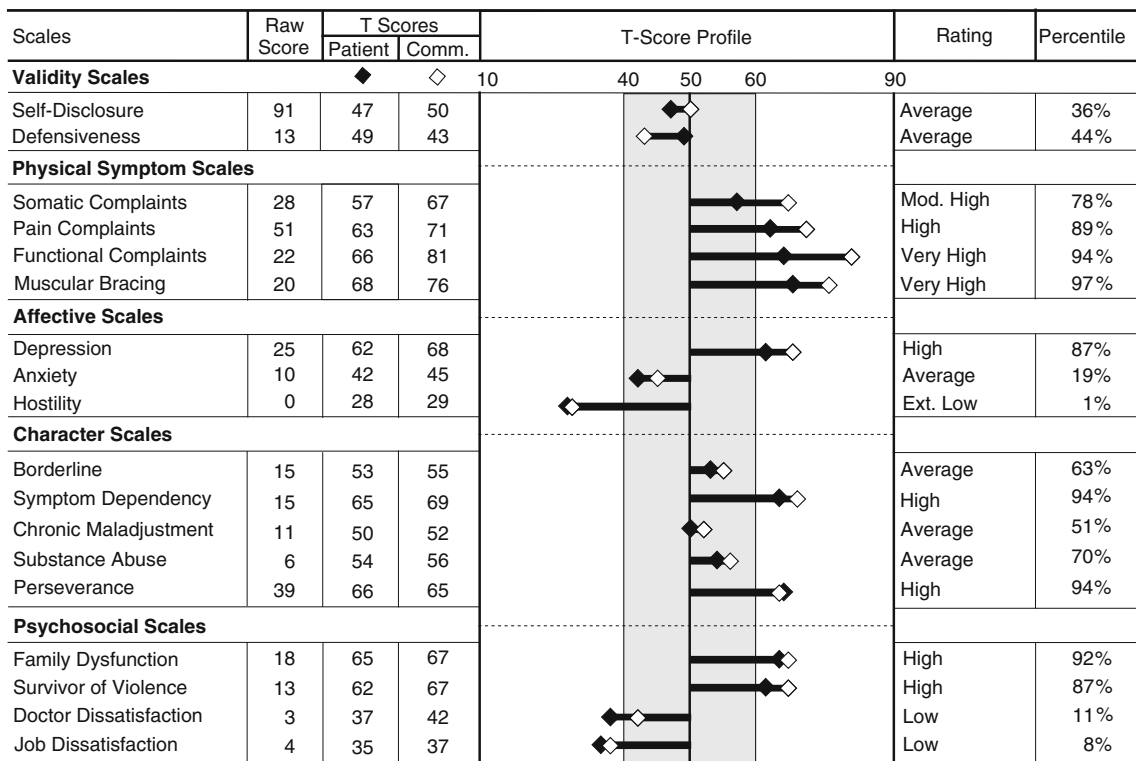 Scales Raw Score T Scores T-Score Profile Rating Percentile
Patient Comm.
Validity Scales 10 40 50 60 90
Self-Disclosure 91 47 50 Average 36%
Defensiveness 13 49 43 Average 44%
Physical Symptom Scales
Somatic Complaints 28 57 67 Mod. High 78%
Pain Complaints 51 63 71 High 89%
Functional Complaints 22 66 81 Very High 94%
Muscular Bracing 20 68 76 Very High 97%
Affective Scales
Depression 25 62 68 High 87%
Anxiety 10 42 45 Average 19%
Hostility 0 28 29 Ext. Low 1%
Character Scales
Borderline 15 53 55 Average 63%
Symptom Dependency 15 65 69 High 94%
Chronic Maladjustment 11 50 52 Average 51%
Substance Abuse 6 54 56 Average 70%
Perseverance 39 66 65 High 94%
Psychosocial Scales
Family Dysfunction 18 65 67 High 92%
Survivor of Violence 13 62 67 High 87%
Doctor Dissatisfaction 3 37 42 Low 11%
Job Dissatisfaction 4 35 37 Low 8%